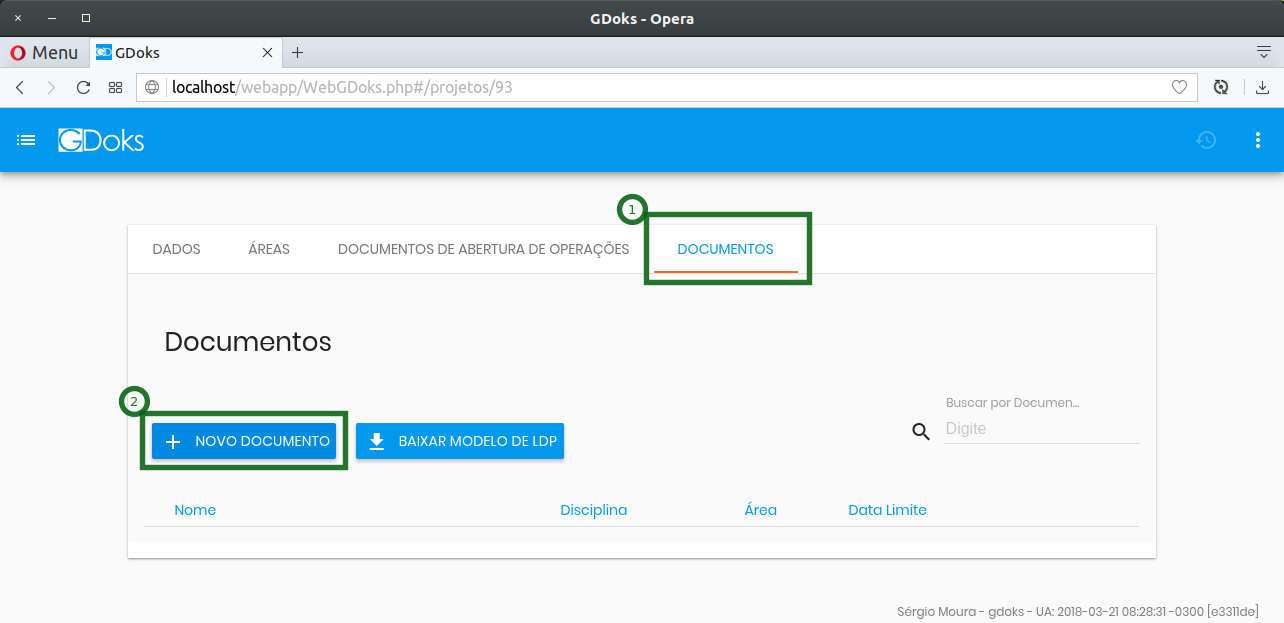 GDoks - Opera
Menu GDoks
localhost/webapp/WebGDoks.php#/projetos/93
GDoks
1
DADOS ÁREAS DOCUMENTOS DE ABERTURA DE OPERAÇÕES DOCUMENTOS
Documentos
2
Buscar por Documen...
NOVO DOCUMENTO BAIXAR MODELO DE LDP Digite
Nome Disciplina Área Data Limite
Sérgio Moura - gdoks - UA: 2018-03-21 08:28:31 -0300 [e3311de]